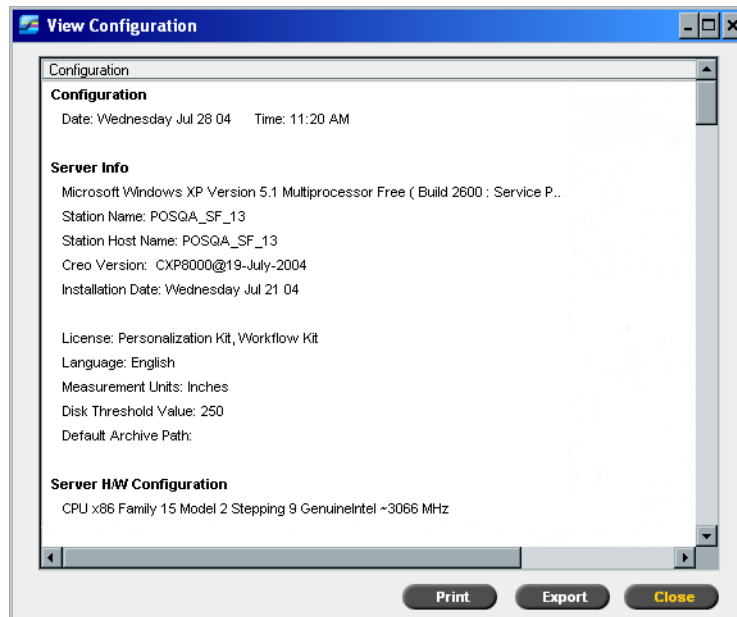 View Configuration
Configuration
Configuration
Date: Wednesday Jul 28 04 Time: 11:20 AM
Server Info
Microsoft Windows XP Version 5.1 Multiprocessor Free ( Build 2600 : Service P...
Station Name: POSQA_SF_13
Station Host Name: POSQA_SF_13
Creo Version: CXP8000@19-July-2004
Installation Date: Wednesday Jul 21 04
License: Personalization Kit, Workflow Kit
Language: English
Measurement Units: Inches
Disk Threshold Value: 250
Default Archive Path:
Server H/W Configuration
CPU x86 Family 15 Model 2 Stepping 9 GenuineIntel ~3066 MHz
Print Export Close